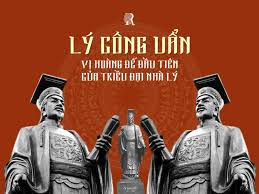 LÝ CÔNG UẨN
VỊ HOÀNG ĐẾ ĐẦU TIÊN
CỦA TRIỀU ĐẠI NHÀ LÝ